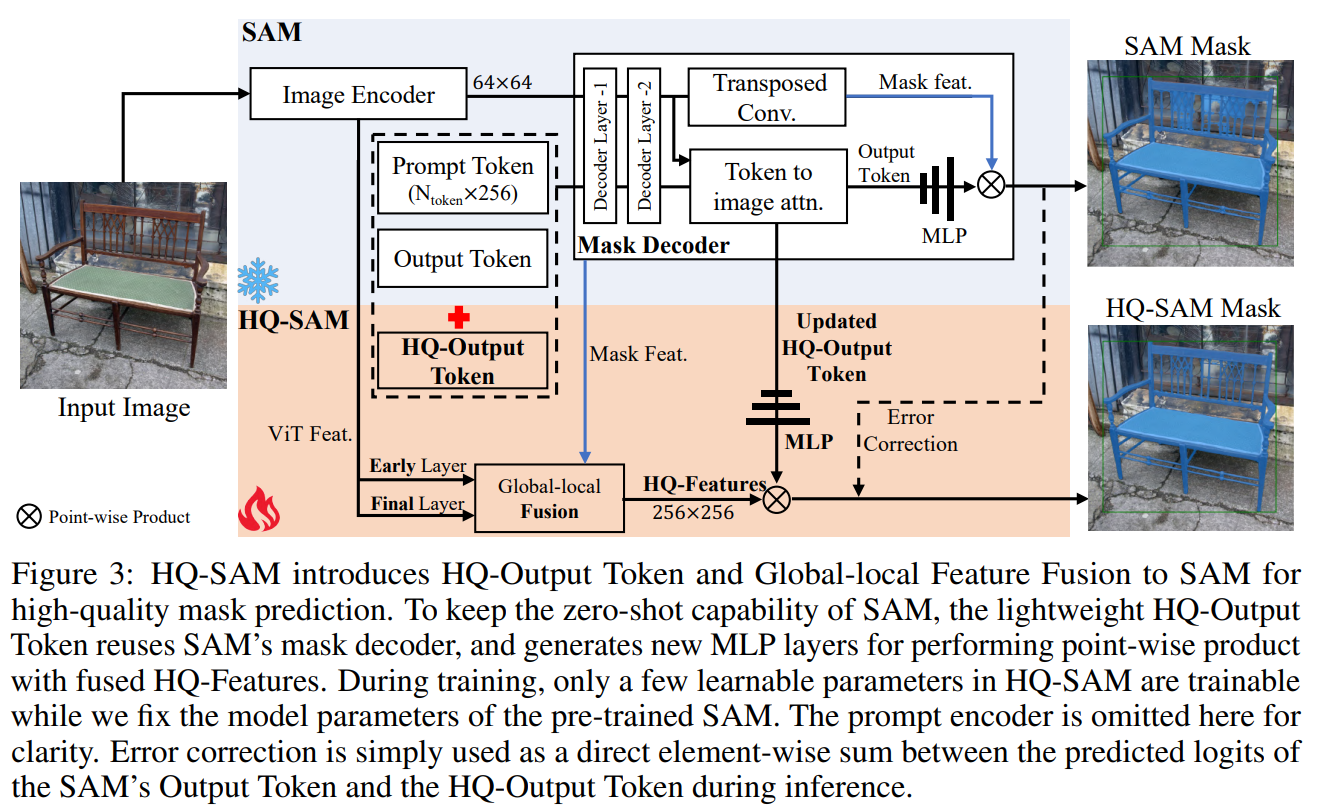 SAM
SAM Mask
Image Encoder
64×64
Decoder Layer -1
Decoder Layer -2
Transposed
Conv.
Mask feat.
Prompt Token
(Ntoken×256)
Token to
image attn.
Output
Token
MLP
Mask Decoder
Output Token
HQ-SAM
HQ-SAM Mask
HQ-Output
Token
Mask Feat.
Updated
HQ-Output
Token
Input Image
ViT Feat.
MLP
Error
Correction
Early Layer
Final Layer
Global-local
Fusion
HQ-Features
256×256
Point-wise Product
Figure 3: HQ-SAM introduces HQ-Output Token and Global-local Feature Fusion to SAM for
high-quality mask prediction. To keep the zero-shot capability of SAM, the lightweight HQ-Output
Token reuses SAM's mask decoder, and generates new MLP layers for performing point-wise product
with fused HQ-Features. During training, only a few learnable parameters in HQ-SAM are trainable
while we fix the model parameters of the pre-trained SAM. The prompt encoder is omitted here for
clarity. Error correction is simply used as a direct element-wise sum between the predicted logits of
the SAM's Output Token and the HQ-Output Token during inference.